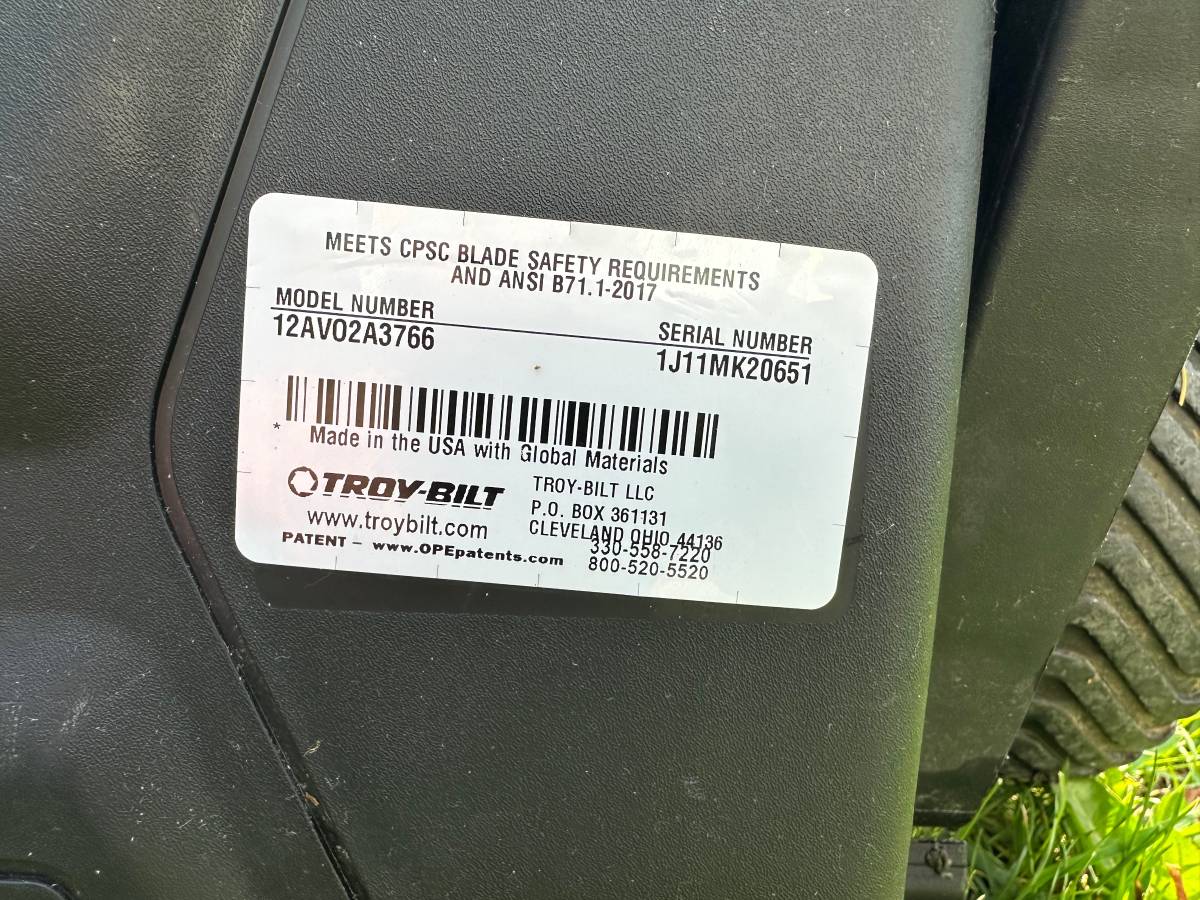 MEETS CPSC BLADE SAFETY REQUIREMENTS
AND ANSI B71.1-2017
MODEL NUMBER
12AV02A3766
SERIAL NUMBER
1J11MK20651
* Made in the USA with Global Materials
TROY-BILT
www.troybilt.com
PATENT - www.OPEpatents.com
TROY-BILT LLC
P.O. BOX 361131
CLEVELAND OHIO 44136
330-558-7220
800-520-5520